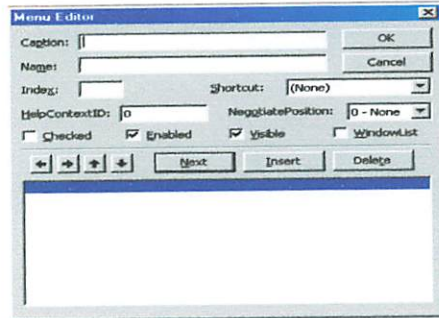 Menu Editor
Caption:
OK
Name:
Cancel
Index:
Shortcut: (None)
HelpContextID: 0
NegotiatePosition: 0 - None
Checked
Enabled
Visible
WindowList
Next
Insert
Delete